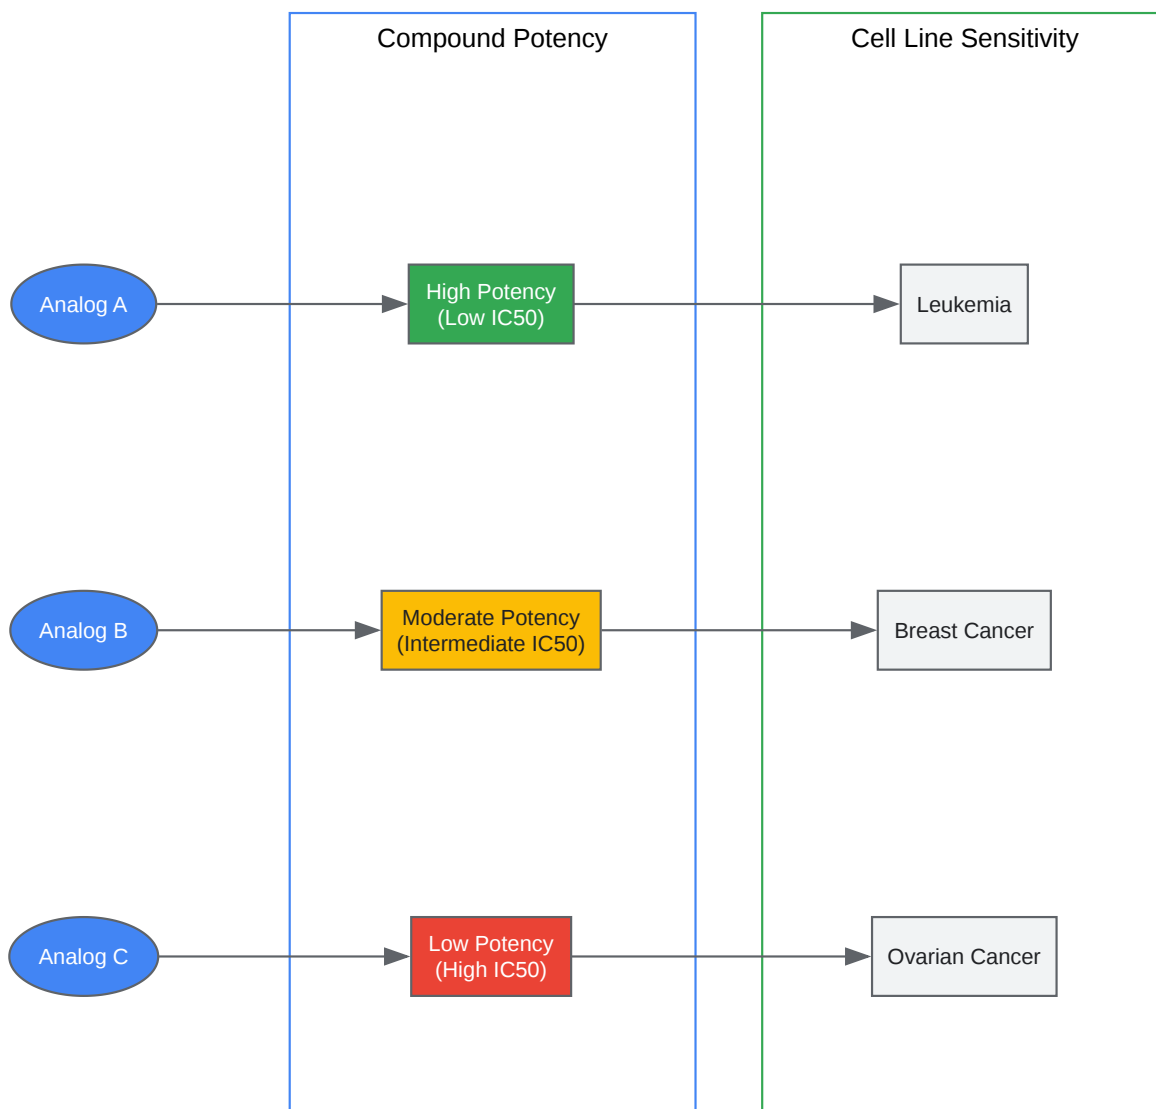 Compound Potency
Cell Line Sensitivity
Analog A
High Potency
(Low IC50)
Leukemia
Analog B
Moderate Potency
(Intermediate IC50)
Breast Cancer
Analog C
Low Potency
(High IC50)
Ovarian Cancer